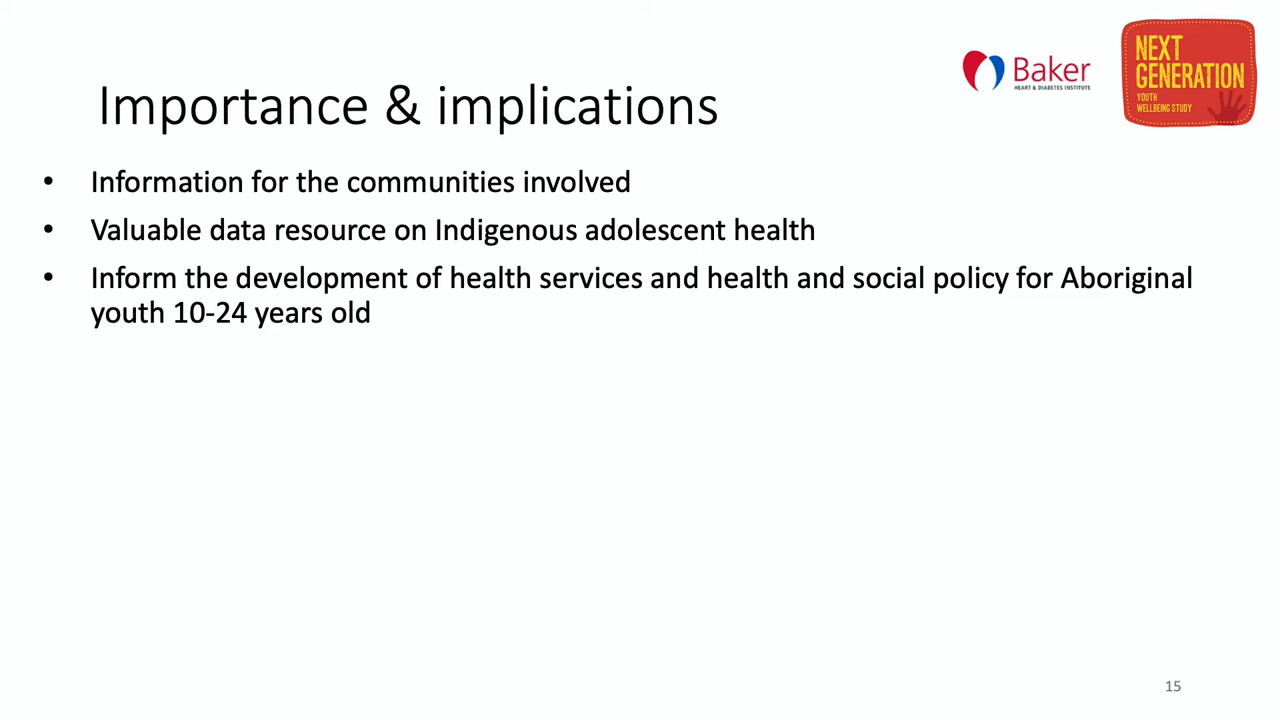 Importance & implications
Baker
HEART & DIABETES INSTITUTE
NEXT
GENERATION
YOUTH
WELLBEING STUDY
• Information for the communities involved
• Valuable data resource on Indigenous adolescent health
• Inform the development of health services and health and social policy for Aboriginal
youth 10-24 years old
15